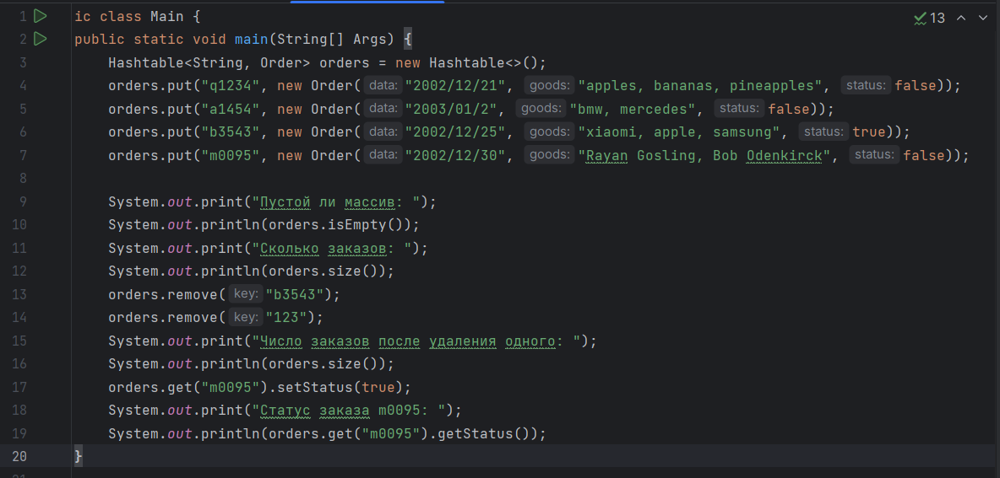 1 ic class Main { 13
2 public static void main(String[] Args) {
3 Hashtable<String, Order> orders = new Hashtable<>();
4 orders.put("q1234", new Order( data: "2002/12/21", goods: "apples, bananas, pineapples", status: false));
5 orders.put("a1454", new Order( data: "2003/01/2", goods: "bmw, mercedes", status: false));
6 orders.put("b3543", new Order( data: "2002/12/25", goods: "xiaomi, apple, samsung", status: true));
7 orders.put("m0095", new Order( data: "2002/12/30", goods: "Rayan Gosling, Bob Odenkirck", status: false));
8
9 System.out.print("Пустой ли массив: ");
10 System.out.println(orders.isEmpty());
11 System.out.print("Сколько заказов: ");
12 System.out.println(orders.size());
13 orders.remove( key: "b3543");
14 orders.remove( key: "123");
15 System.out.print("Число заказов после удаления одного: ");
16 System.out.println(orders.size());
17 orders.get("m0095").setStatus(true);
18 System.out.print("Статус заказа m0095: ");
19 System.out.println(orders.get("m0095").getStatus());
20 }